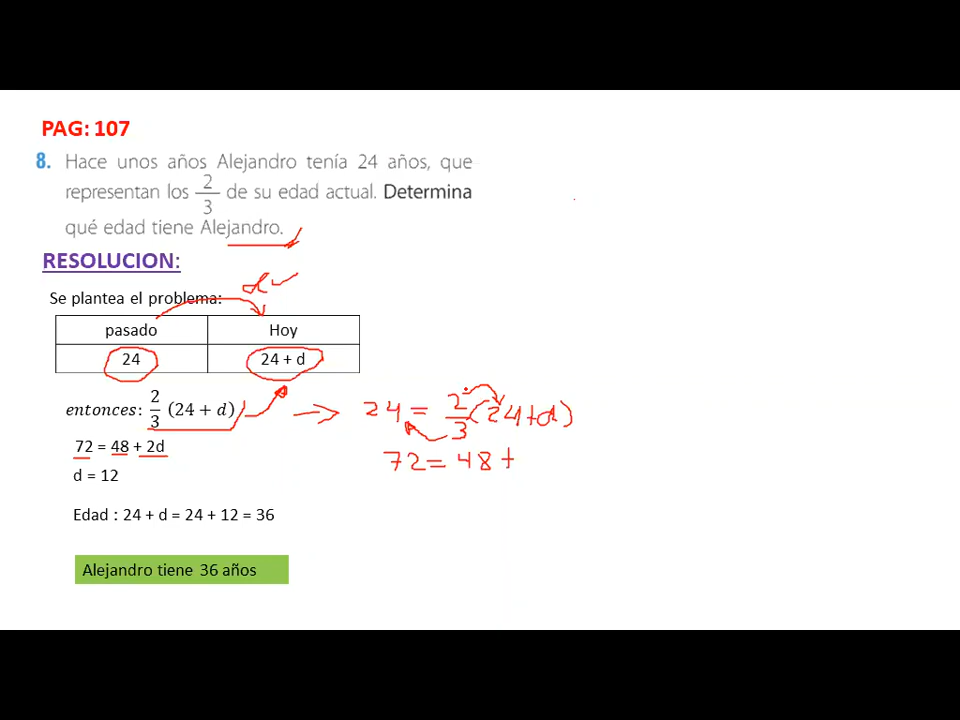 PAG: 107
8. Hace unos años Alejandro tenía 24 años, que
representan los 2/3 de su edad actual. Determina
qué edad tiene Alejandro.
RESOLUCION:
d
Se plantea el problema:
pasado Hoy
24 24 + d
entonces: 2/3 (24 + d)
24 = 2/3 (24+d)
72 = 48 + 2d
72 = 48 +
d = 12
Edad : 24 + d = 24 + 12 = 36
Alejandro tiene 36 años